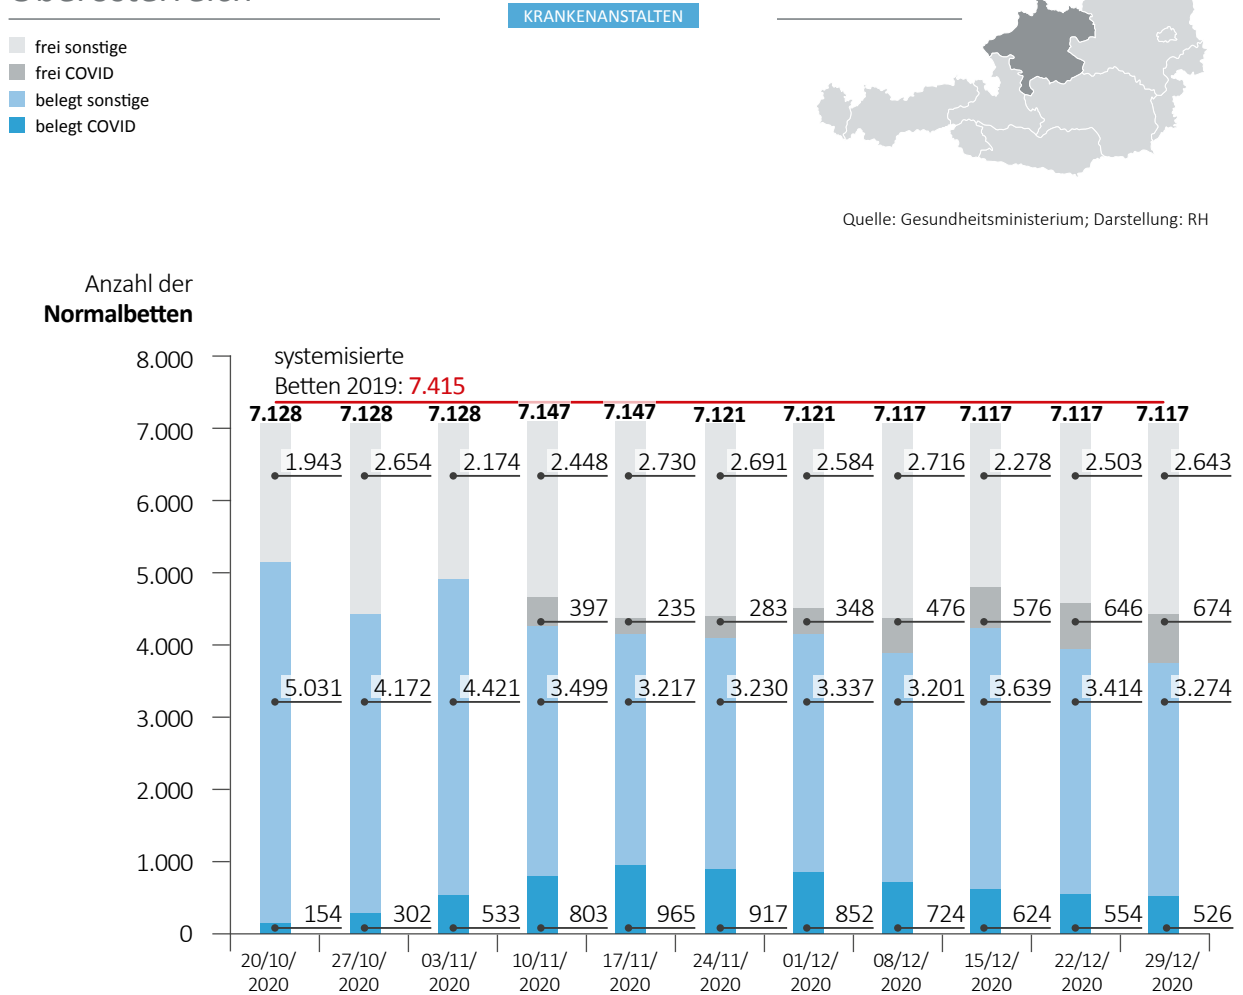 KRANKENANSTALTEN
frei sonstige
frei COVID
belegt sonstige
belegt COVID
Quelle: Gesundheitsministerium; Darstellung: RH
Anzahl der
Normalbetten
8.000
systemisierte
Betten 2019: 7.415
7.128 7.128 7.128 7.147 7.147 7.121 7.121 7.117 7.117 7.117 7.117
7.000
1.943 2.654 2.174 2.448 2.730 2.691 2.584 2.716 2.278 2.503 2.643
6.000
5.000
397 235 283 348 476 576 646 674
4.000
5.031 4.172 4.421 3.499 3.217 3.230 3.337 3.201 3.639 3.414 3.274
3.000
2.000
1.000
154 302 533 803 965 917 852 724 624 554 526
0
20/10/ 27/10/ 03/11/ 10/11/ 17/11/ 24/11/ 01/12/ 08/12/ 15/12/ 22/12/ 29/12/
2020 2020 2020 2020 2020 2020 2020 2020 2020 2020 2020